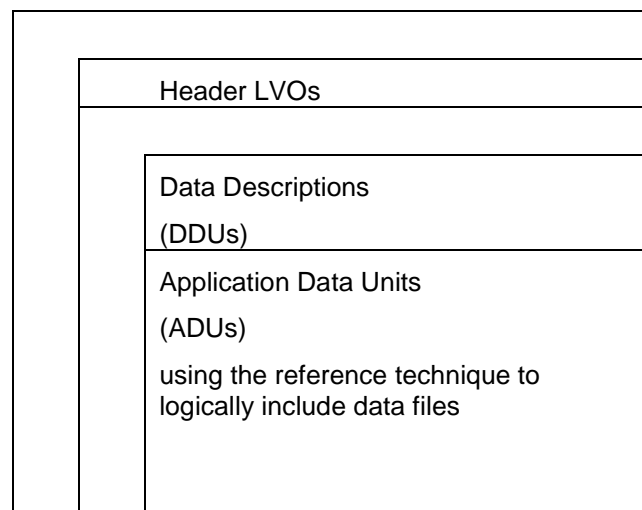 Header LVOs
Data Descriptions
(DDUs)
Application Data Units
(ADUs)
using the reference technique to
logically include data files